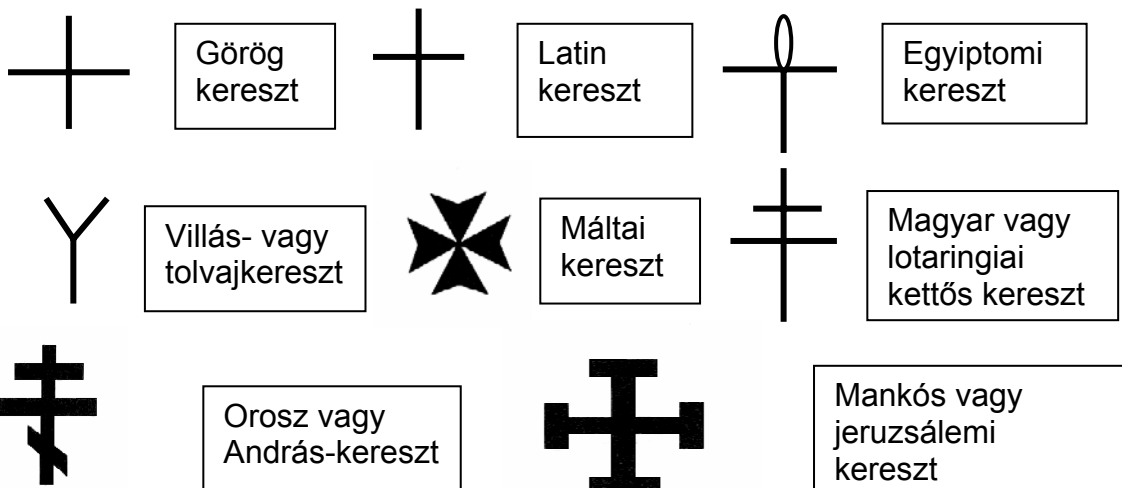 Görög
kereszt
Latin
kereszt
Egyiptomi
kereszt
Villás- vagy
tolvajkereszt
Máltai
kereszt
Magyar vagy
lotaringiai
kettős kereszt
Orosz vagy
András-kereszt
Mankós vagy
jeruzsálemi
kereszt